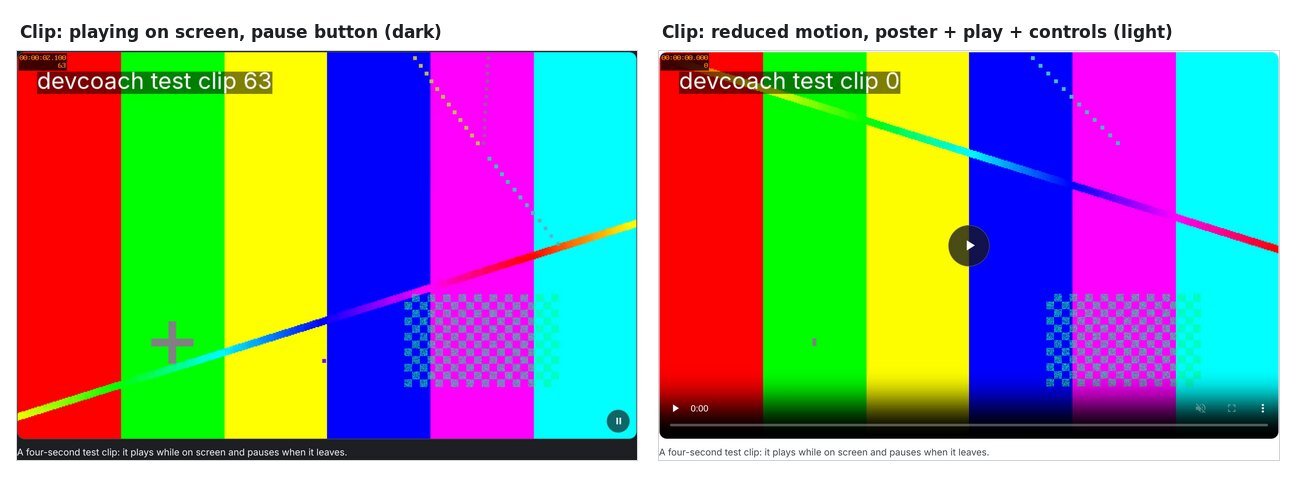 Clip: playing on screen, pause button (dark)
00:00:02.100
63
devcoach test clip 63
A four-second test clip: it plays while on screen and pauses when it leaves.
Clip: reduced motion, poster + play + controls (light)
00:00:00.000
0
devcoach test clip 0
0:00
A four-second test clip: it plays while on screen and pauses when it leaves.